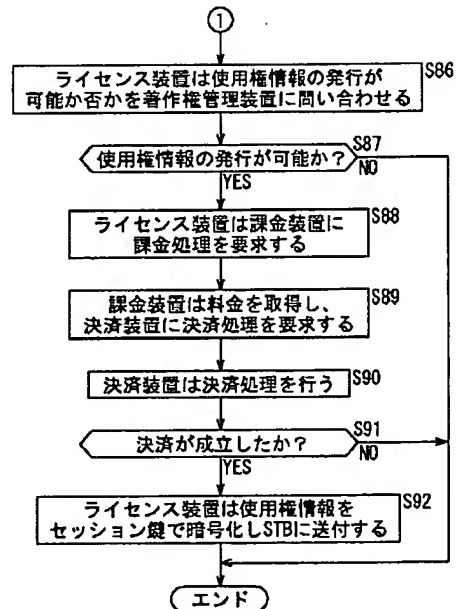 1
ライセンス装置は使用権情報の発行が
可能か否かを著作権管理装置に問い合わせる
S86
使用権情報の発行が可能か?
S87
NO
YES
ライセンス装置は課金装置に
課金処理を要求する
S88
課金装置は料金を取得し、
決済装置に決済処理を要求する
S89
決済装置は決済処理を行う
S90
決済が成立したか?
S91
NO
YES
ライセンス装置は使用権情報を
セッション鍵で暗号化しSTBに送付する
S92
エンド